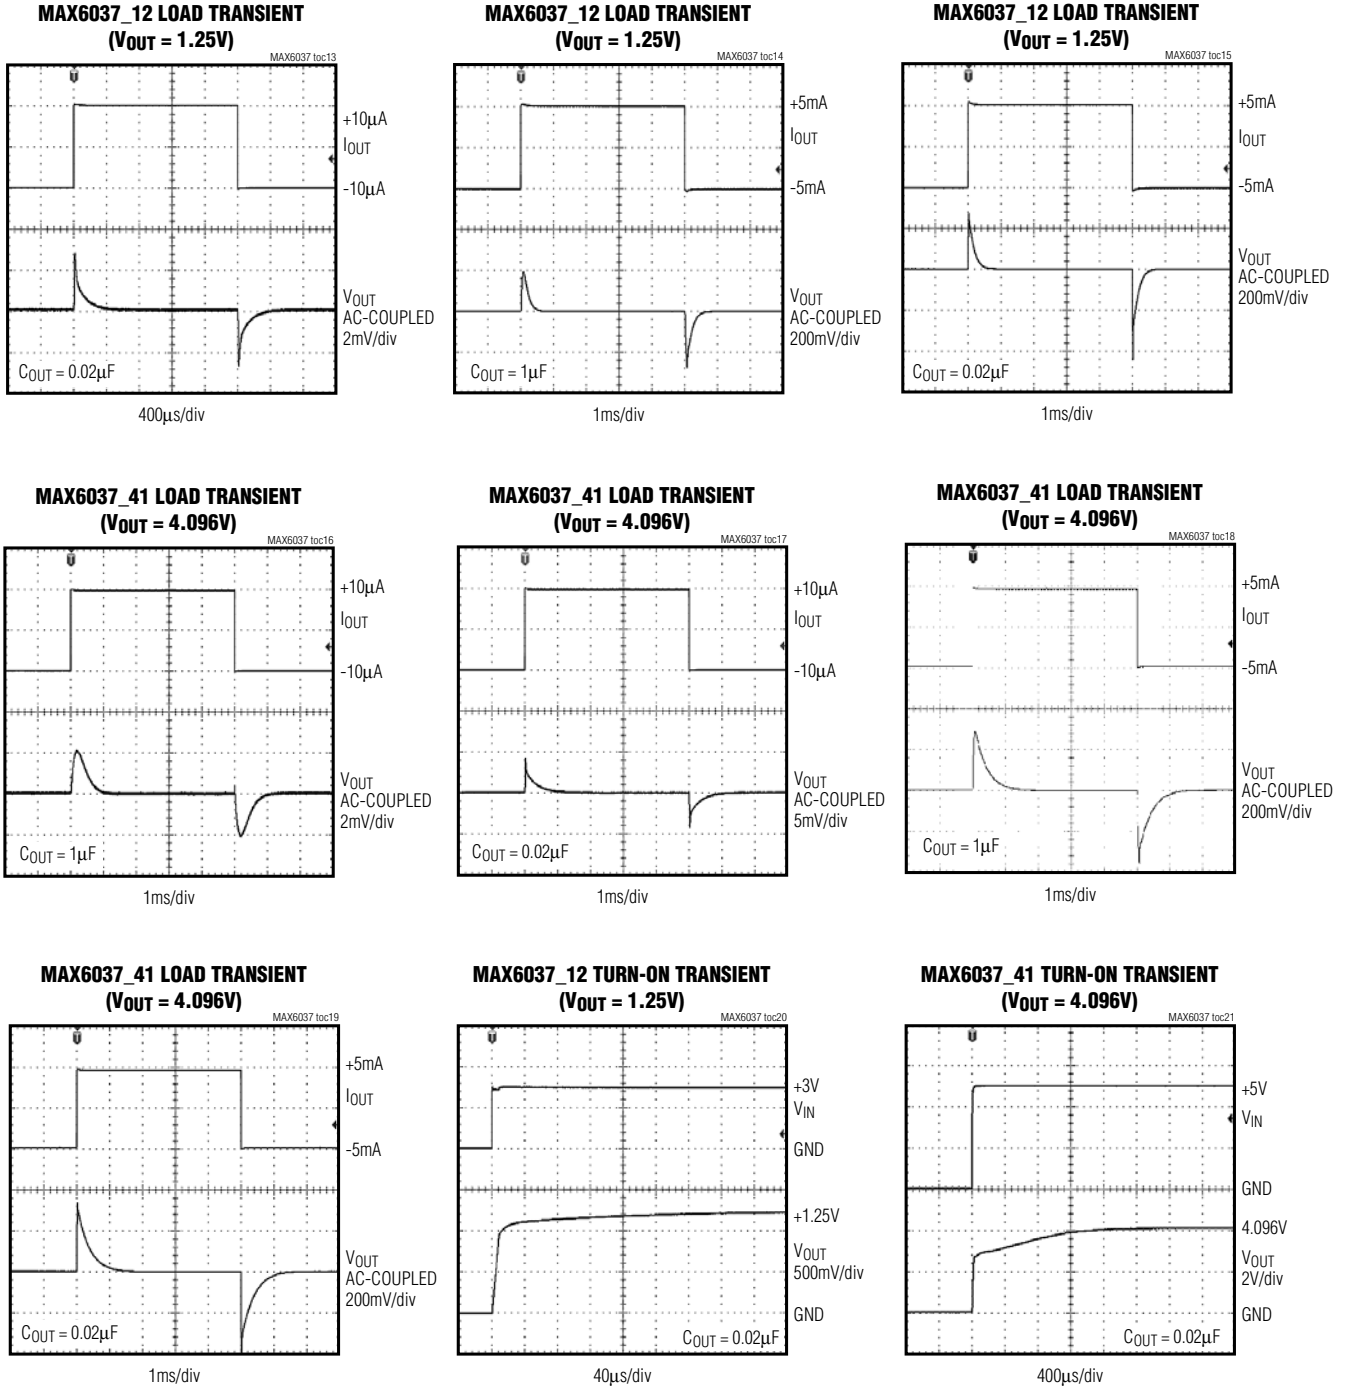 MAX6037_12 LOAD TRANSIENT
(VOUT = 1.25V)
MAX6037 toc13
+10μA
IOUT
-10μA
VOUT
AC-COUPLED
2mV/div
COUT = 0.02μF
400μs/div
MAX6037_12 LOAD TRANSIENT
(VOUT = 1.25V)
MAX6037 toc14
+5mA
IOUT
-5mA
VOUT
AC-COUPLED
200mV/div
COUT = 1μF
1ms/div
MAX6037_12 LOAD TRANSIENT
(VOUT = 1.25V)
MAX6037 toc15
+5mA
IOUT
-5mA
VOUT
AC-COUPLED
200mV/div
COUT = 0.02μF
1ms/div
MAX6037_41 LOAD TRANSIENT
(VOUT = 4.096V)
MAX6037 toc16
+10μA
IOUT
-10μA
VOUT
AC-COUPLED
2mV/div
COUT = 1μF
1ms/div
MAX6037_41 LOAD TRANSIENT
(VOUT = 4.096V)
MAX6037 toc17
+10μA
IOUT
-10μA
VOUT
AC-COUPLED
5mV/div
COUT = 0.02μF
1ms/div
MAX6037_41 LOAD TRANSIENT
(VOUT = 4.096V)
MAX6037 toc18
+5mA
IOUT
-5mA
VOUT
AC-COUPLED
200mV/div
COUT = 1μF
1ms/div
MAX6037_41 LOAD TRANSIENT
(VOUT = 4.096V)
MAX6037 toc19
+5mA
IOUT
-5mA
VOUT
AC-COUPLED
200mV/div
COUT = 0.02μF
1ms/div
MAX6037_12 TURN-ON TRANSIENT
(VOUT = 1.25V)
MAX6037 toc20
+3V
VIN
GND
+1.25V
VOUT
500mV/div
GND
COUT = 0.02μF
40μs/div
MAX6037_41 TURN-ON TRANSIENT
(VOUT = 4.096V)
MAX6037 toc21
+5V
VIN
GND
4.096V
VOUT
2V/div
GND
COUT = 0.02μF
400μs/div